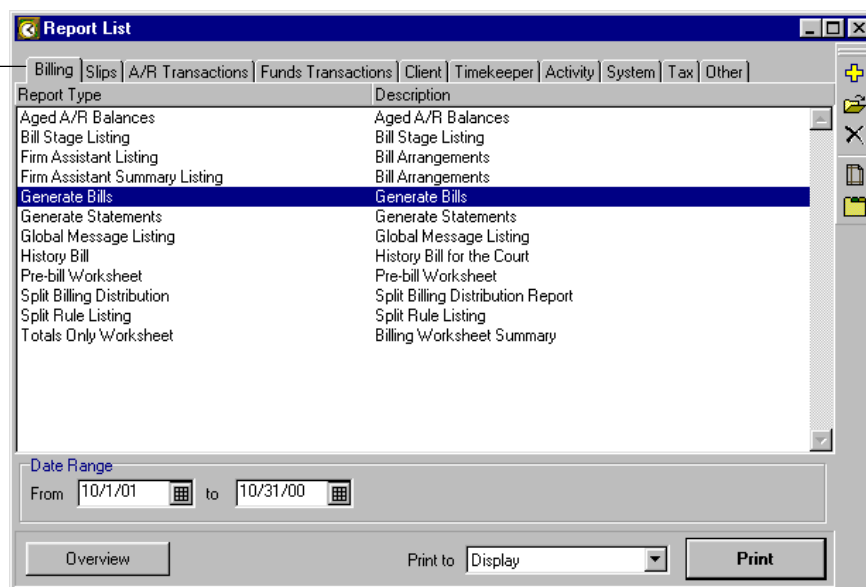 Report List
Billing Slips A/R Transactions Funds Transactions Client Timekeeper Activity System Tax Other
Report Type Description
Aged A/R Balances Aged A/R Balances
Bill Stage Listing Bill Stage Listing
Firm Assistant Listing Bill Arrangements
Firm Assistant Summary Listing Bill Arrangements
Generate Bills Generate Bills
Generate Statements Generate Statements
Global Message Listing Global Message Listing
History Bill History Bill for the Court
Pre-bill Worksheet Pre-bill Worksheet
Split Billing Distribution Split Billing Distribution Report
Split Rule Listing Split Rule Listing
Totals Only Worksheet Billing Worksheet Summary
Date Range
From 10/1/01 to 10/31/00
Overview Print to Display Print